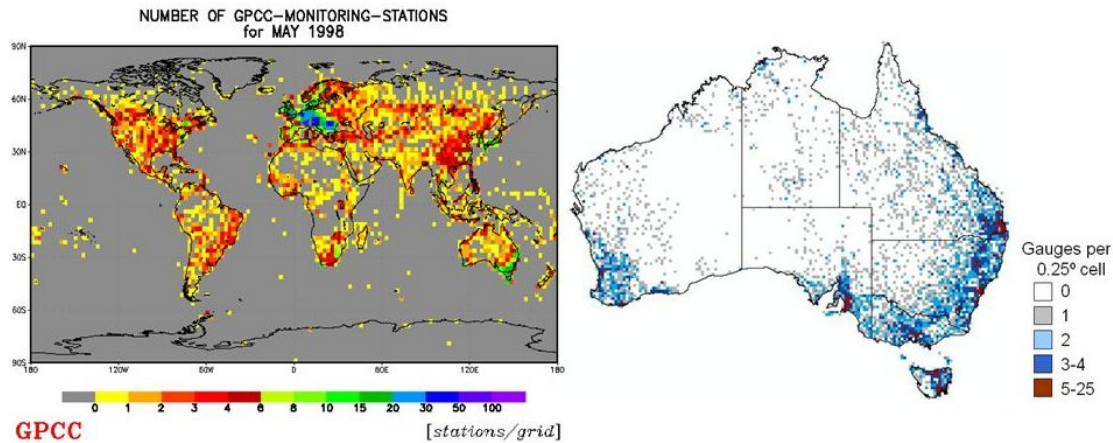 NUMBER OF GPCC-MONITORING-STATIONS
for MAY 1998
90N
60N
30N
EQ
30S
60S
90S
180 120W 60W 0 60E 120E 180
0 1 2 3 4 6 8 10 15 20 30 50 100
GPCC [stations/grid]
Gauges per
0.25º cell
0
1
2
3-4
5-25